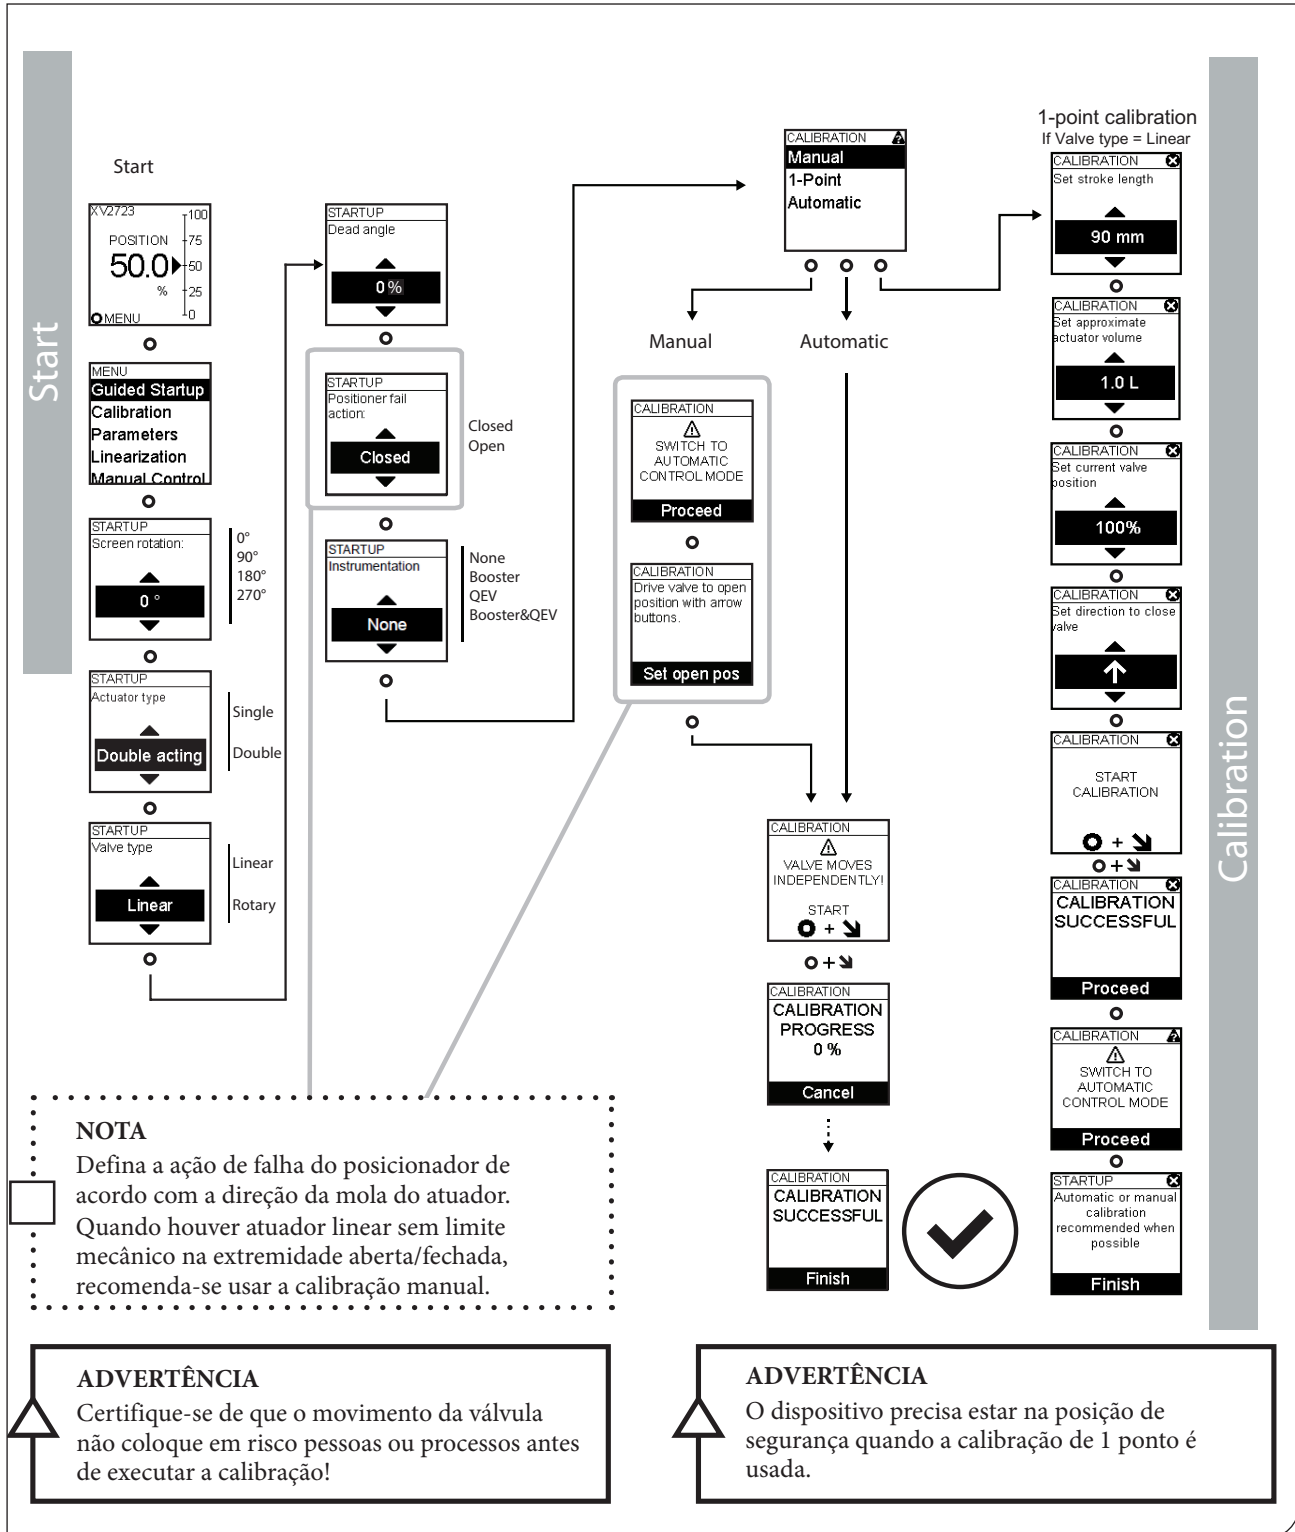 Start
Start
XV2723
POSITION
50.0
%
100
75
50
25
0
MENU
MENU
Guided Startup
Calibration
Parameters
Linearization
Manual Control
STARTUP
Screen rotation:
0 °
0°
90°
180°
270°
STARTUP
Actuator type
Double acting
Single
Double
STARTUP
Valve type
Linear
Linear
Rotary
STARTUP
Dead angle
0 %
STARTUP
Positioner fail
action:
Closed
Closed
Open
STARTUP
Instrumentation
None
None
Booster
QEV
Booster&QEV
CALIBRATION
Manual
1-Point
Automatic
Manual
Automatic
CALIBRATION
SWITCH TO
AUTOMATIC
CONTROL MODE
Proceed
CALIBRATION
Drive valve to open
position with arrow
buttons.
Set open pos
CALIBRATION
VALVE MOVES
INDEPENDENTLY!
START
+
+
CALIBRATION
CALIBRATION
PROGRESS
0 %
Cancel
CALIBRATION
CALIBRATION
SUCCESSFUL
Finish
1-point calibration
If Valve type = Linear
CALIBRATION
Set stroke length
90 mm
CALIBRATION
Set approximate
actuator volume
1.0 L
CALIBRATION
Set current valve
position
100%
CALIBRATION
Set direction to close
valve
CALIBRATION
START
CALIBRATION
+
+
CALIBRATION
CALIBRATION
SUCCESSFUL
Proceed
CALIBRATION
SWITCH TO
AUTOMATIC
CONTROL MODE
Proceed
STARTUP
Automatic or manual
calibration
recommended when
possible
Finish
Calibration
NOTA
Defina a ação de falha do posicionador de
acordo com a direção da mola do atuador.
Quando houver atuador linear sem limite
mecânico na extremidade aberta/fechada,
recomenda-se usar a calibração manual.
ADVERTÊNCIA
Certifique-se de que o movimento da válvula
não coloque em risco pessoas ou processos antes
de executar a calibração!
ADVERTÊNCIA
O dispositivo precisa estar na posição de
segurança quando a calibração de 1 ponto é
usada.